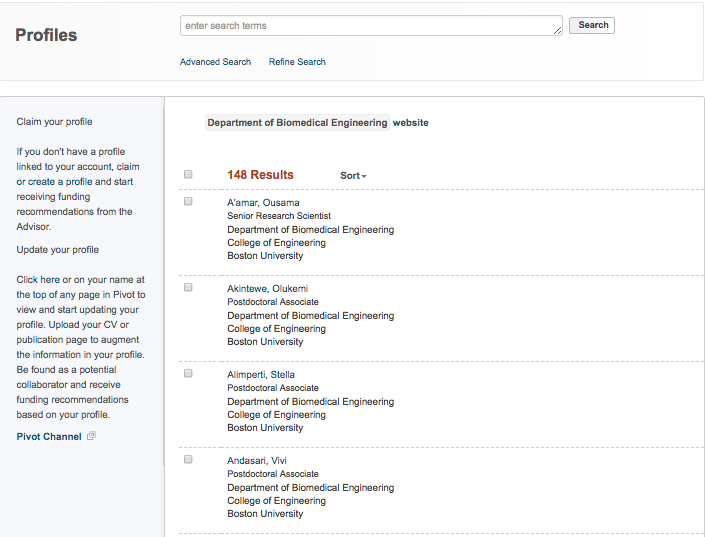 Profiles
enter search terms
Search
Advanced Search Refine Search
Claim your profile
If you don't have a profile
linked to your account, claim
or create a profile and start
receiving funding
recommendations from the
Advisor.
Update your profile
Click here or on your name at
the top of any page in Pivot to
view and start updating your
profile. Upload your CV or
publication page to augment
the information in your profile.
Be found as a potential
collaborator and receive
funding recommendations
based on your profile.
Pivot Channel
Department of Biomedical Engineering website
148 Results Sort
A'amar, Ousama
Senior Research Scientist
Department of Biomedical Engineering
College of Engineering
Boston University
Akintewe, Olukemi
Postdoctoral Associate
Department of Biomedical Engineering
College of Engineering
Boston University
Alimperti, Stella
Postdoctoral Associate
Department of Biomedical Engineering
College of Engineering
Boston University
Andasari, Vivi
Postdoctoral Associate
Department of Biomedical Engineering
College of Engineering
Boston University